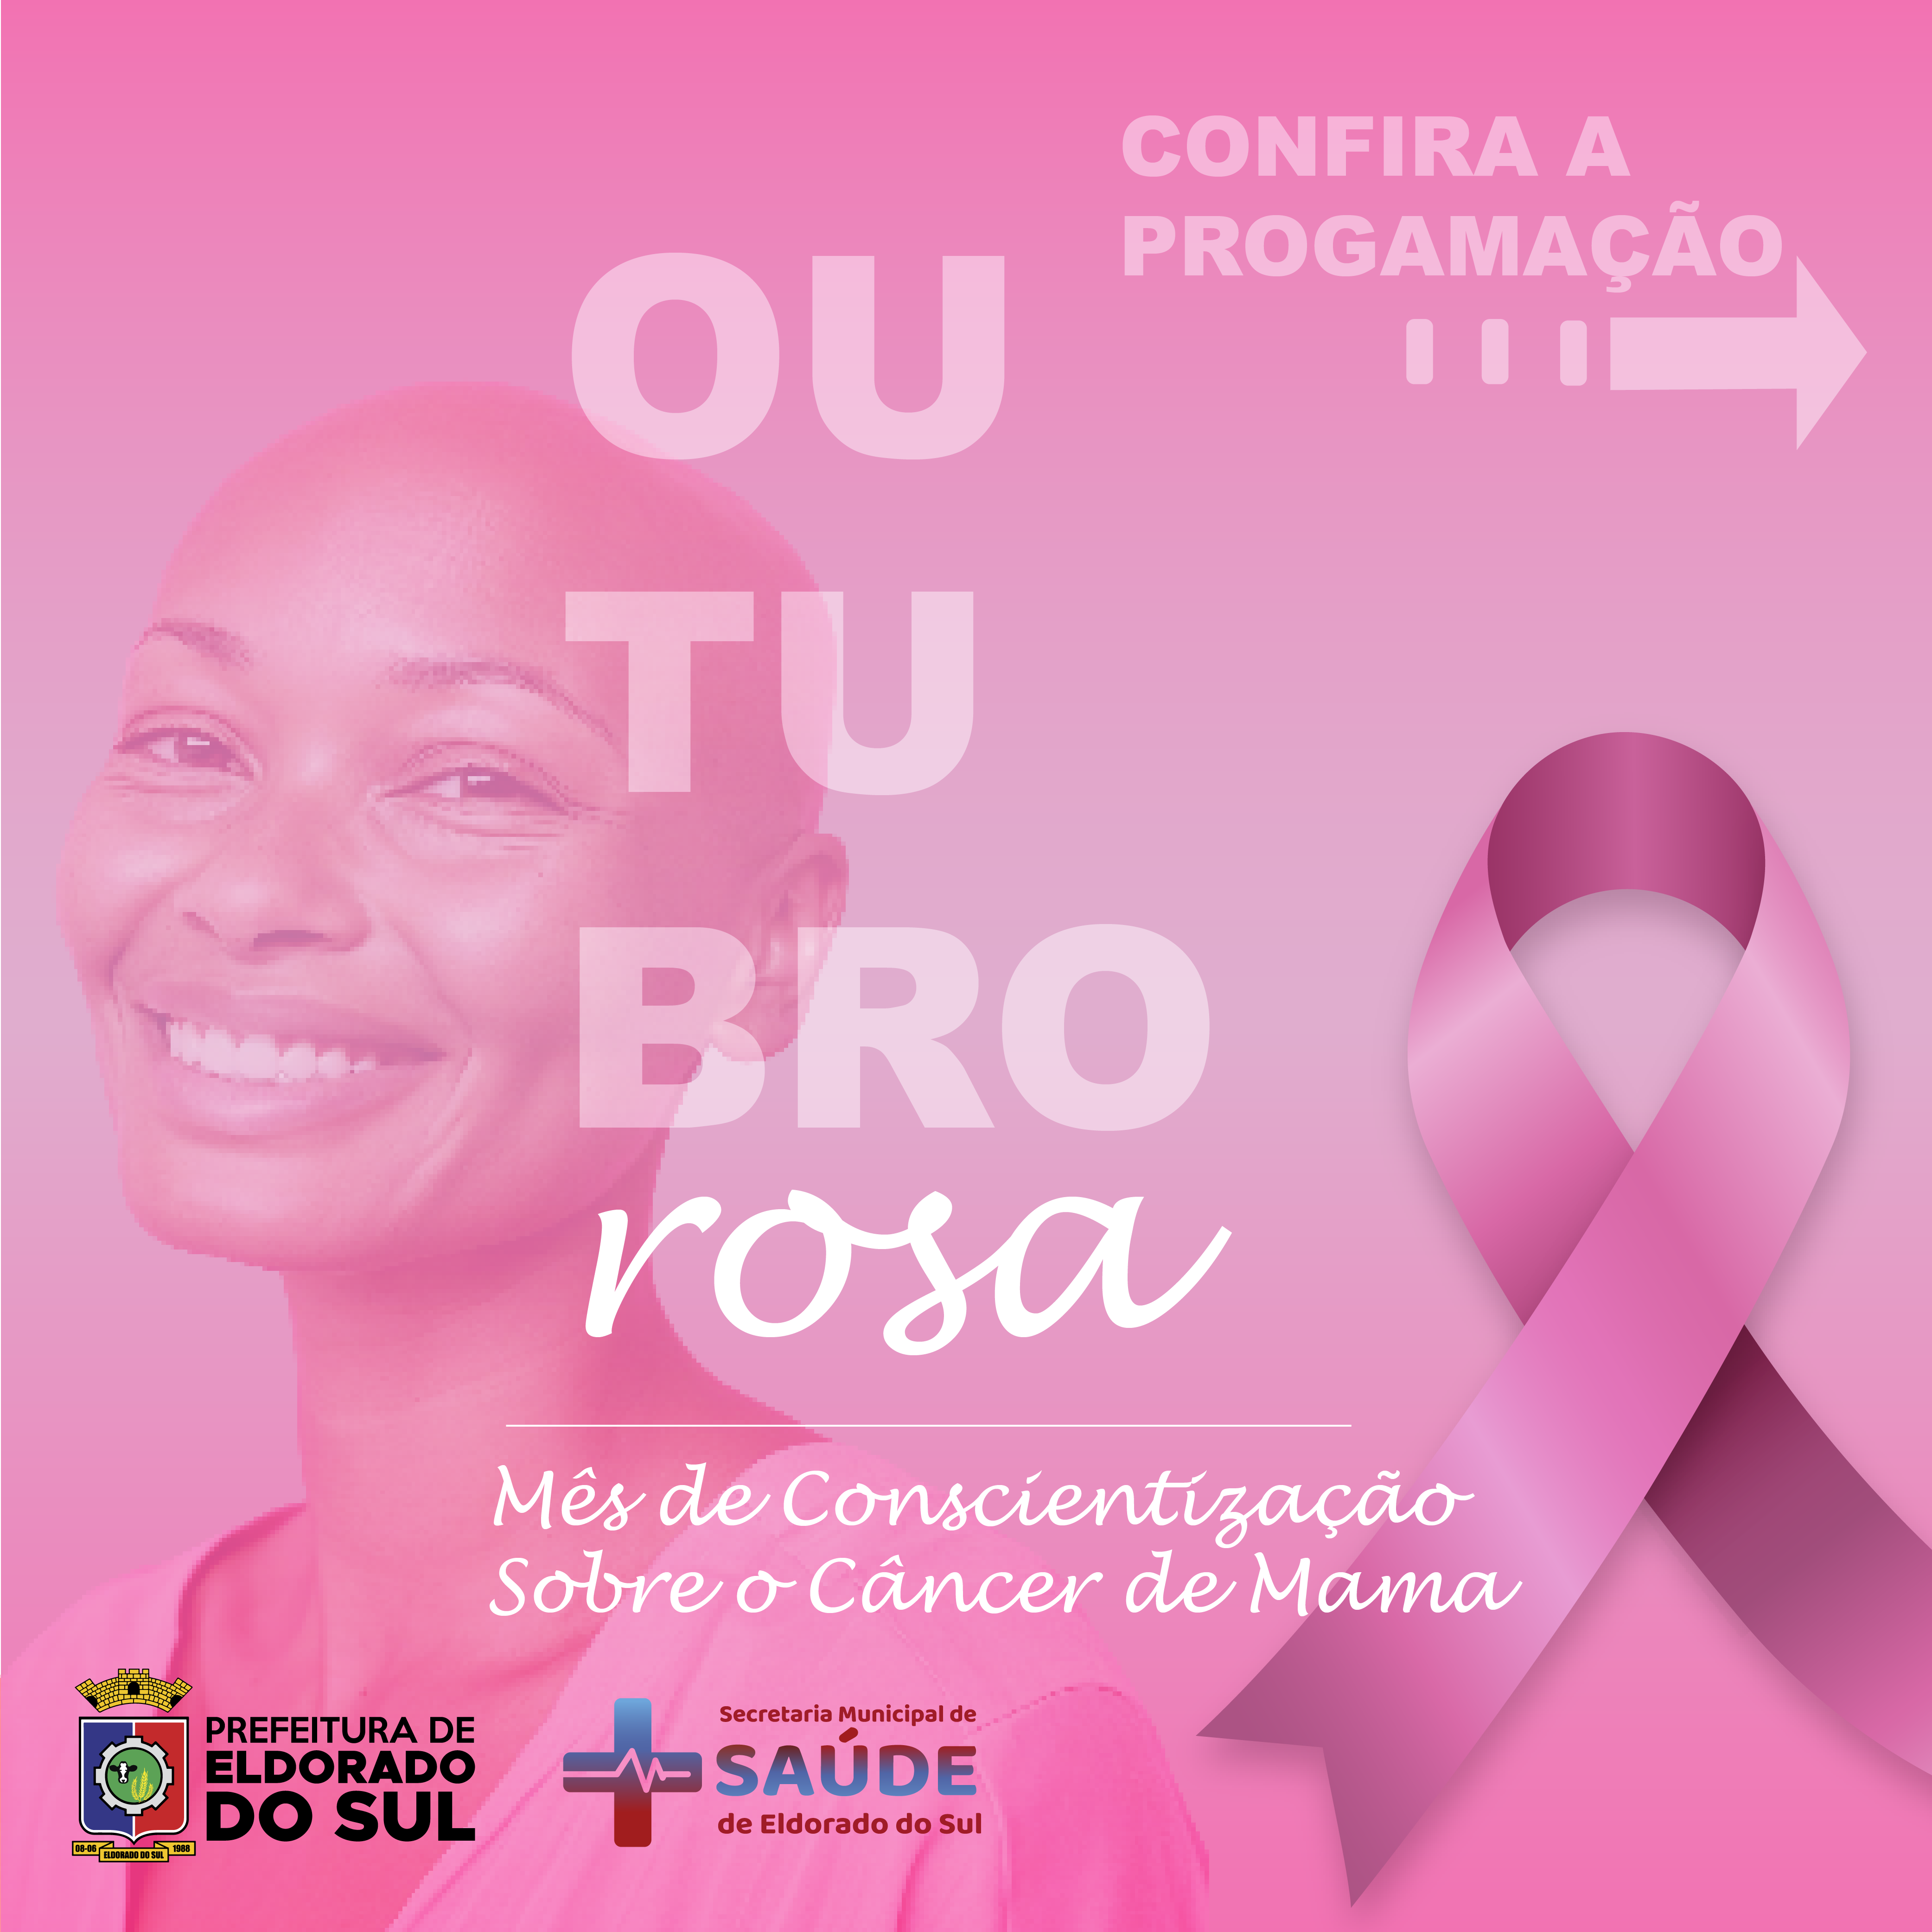 CONFIRA A
PROGAMAÇÃO
OU
TU
BRO
rosa
Mês de Conscientização
Sobre o Câncer de Mama
PREFEITURA DE
ELDORADO
DO SUL
08-06 ELDORADO DO SUL 1988
Secretaria Municipal de
SAÚDE
de Eldorado do Sul